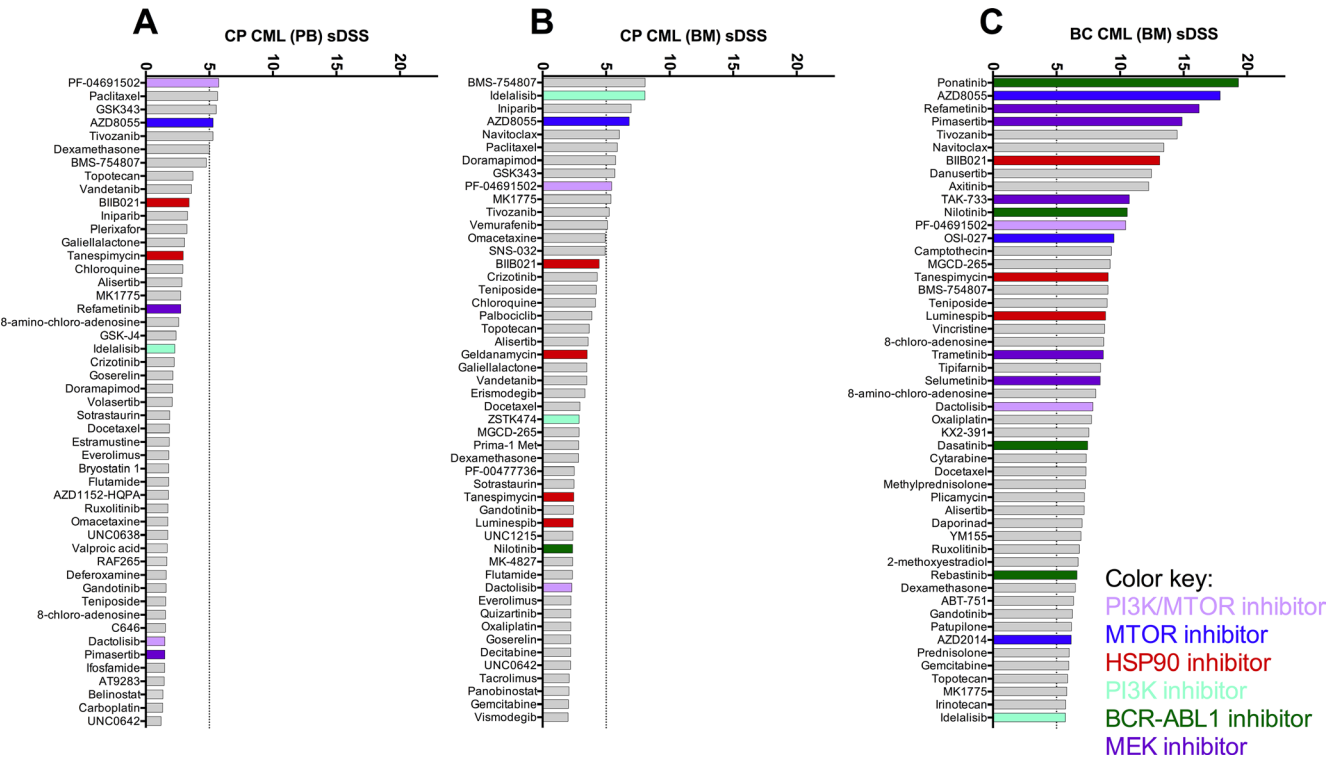 A
CP CML (PB) sDSS
0
5
10
15
20
PF-04691502
Paclitaxel
GSK343
AZD8055
Tivozanib
Dexamethasone
BMS-754807
Topotecan
Vandetanib
BIIB021
Iniparib
Plerixafor
Galiellalactone
Tanespimycin
Chloroquine
Alisertib
MK1775
Refametinib
8-amino-chloro-adenosine
GSK-J4
Idelalisib
Crizotinib
Goserelin
Doramapimod
Volasertib
Sotrastaurin
Docetaxel
Estramustine
Everolimus
Bryostatin 1
Flutamide
AZD1152-HQPA
Ruxolitinib
Omacetaxine
UNC0638
Valproic acid
RAF265
Deferoxamine
Gandotinib
Teniposide
8-chloro-adenosine
C646
Dactolisib
Pimasertib
Ifosfamide
AT9283
Belinostat
Carboplatin
UNC0642
B
CP CML (BM) sDSS
0
5
10
15
20
BMS-754807
Idelalisib
Iniparib
AZD8055
Navitoclax
Paclitaxel
Doramapimod
GSK343
PF-04691502
MK1775
Tivozanib
Vemurafenib
Omacetaxine
SNS-032
BIIB021
Crizotinib
Teniposide
Chloroquine
Palbociclib
Topotecan
Alisertib
Geldanamycin
Galiellalactone
Vandetanib
Erismodegib
Docetaxel
ZSTK474
MGCD-265
Prima-1 Met
Dexamethasone
PF-00477736
Sotrastaurin
Tanespimycin
Gandotinib
Luminespib
UNC1215
Nilotinib
MK-4827
Flutamide
Dactolisib
Everolimus
Quizartinib
Oxaliplatin
Goserelin
Decitabine
UNC0642
Tacrolimus
Panobinostat
Gemcitabine
Vismodegib
C
BC CML (BM) sDSS
0
5
10
15
20
Ponatinib
AZD8055
Refametinib
Pimasertib
Tivozanib
Navitoclax
BIIB021
Danusertib
Axitinib
TAK-733
Nilotinib
PF-04691502
OSI-027
Camptothecin
MGCD-265
Tanespimycin
BMS-754807
Teniposide
Luminespib
Vincristine
8-chloro-adenosine
Trametinib
Tipifarnib
Selumetinib
8-amino-chloro-adenosine
Dactolisib
Oxaliplatin
KX2-391
Dasatinib
Cytarabine
Docetaxel
Methylprednisolone
Plicamycin
Alisertib
Daporinad
YM155
Ruxolitinib
2-methoxyestradiol
Rebastinib
Dexamethasone
ABT-751
Gandotinib
Patupilone
AZD2014
Prednisolone
Gemcitabine
Topotecan
MK1775
Irinotecan
Idelalisib
Color key:
PI3K/MTOR inhibitor
MTOR inhibitor
HSP90 inhibitor
PI3K inhibitor
BCR-ABL1 inhibitor
MEK inhibitor